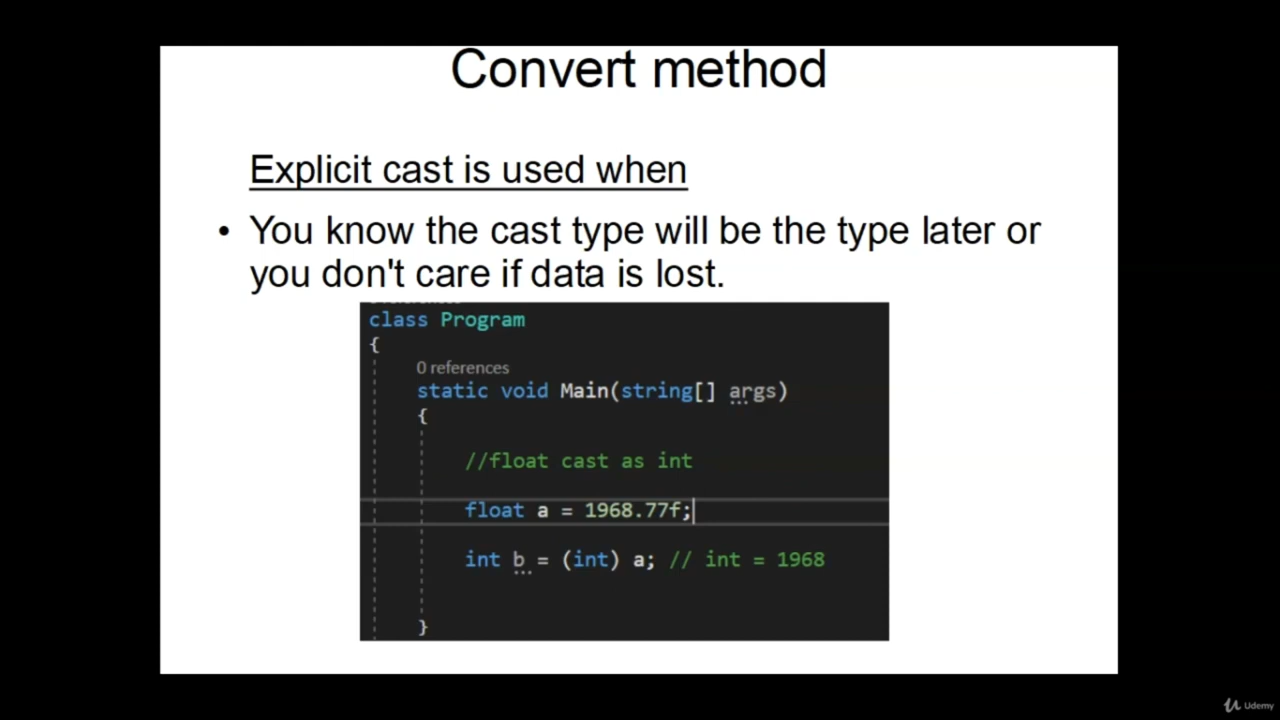 Convert method
Explicit cast is used when
• You know the cast type will be the type later or
you don't care if data is lost.
class Program
{
0 references
static void Main(string[] args)
{
//float cast as int
float a = 1968.77f;
int b = (int) a; // int = 1968
}
Udemy